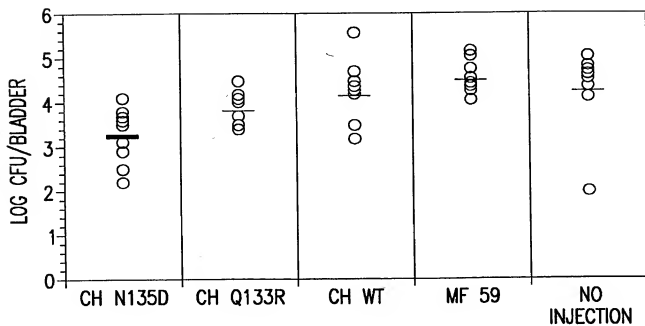 LOG CFU/BLADDER
6
5
4
3
2
1
0
CH N135D
CH Q133R
CH WT
MF 59
NO
INJECTION